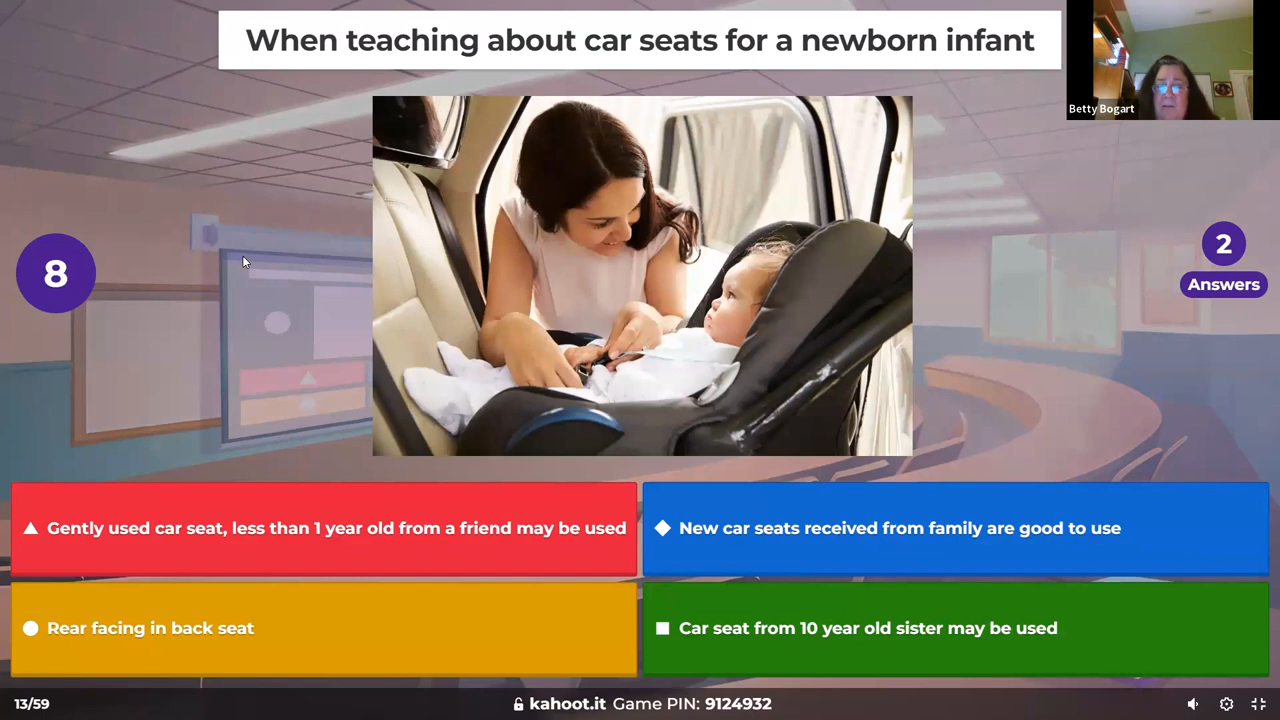 When teaching about car seats for a newborn infant
Betty Bogart
8
2
Answers
Gently used car seat, less than 1 year old from a friend may be used
New car seats received from family are good to use
Rear facing in back seat
Car seat from 10 year old sister may be used
13/59
kahoot.it Game PIN: 9124932